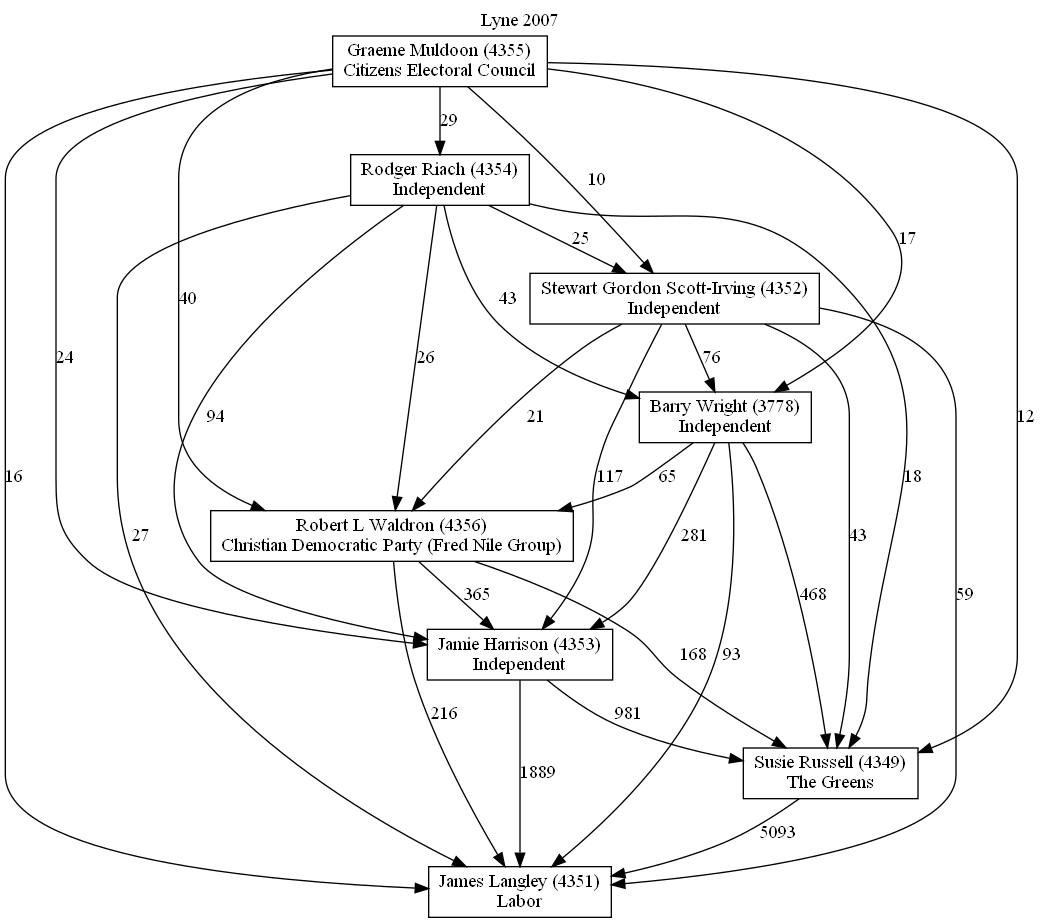 Lyne 2007
Graeme Muldoon (4355)
Citizens Electoral Council
29
Rodger Riach (4354)
Independent
10
17
25
Stewart Gordon Scott-Irving (4352)
Independent
40
43
24
26
76
94
21
Barry Wright (3778)
Independent
12
16
117
65
18
Robert L Waldron (4356)
Christian Democratic Party (Fred Nile Group)
27
281
43
365
468
59
Jamie Harrison (4353)
Independent
168
93
216
981
1889
Susie Russell (4349)
The Greens
5093
James Langley (4351)
Labor